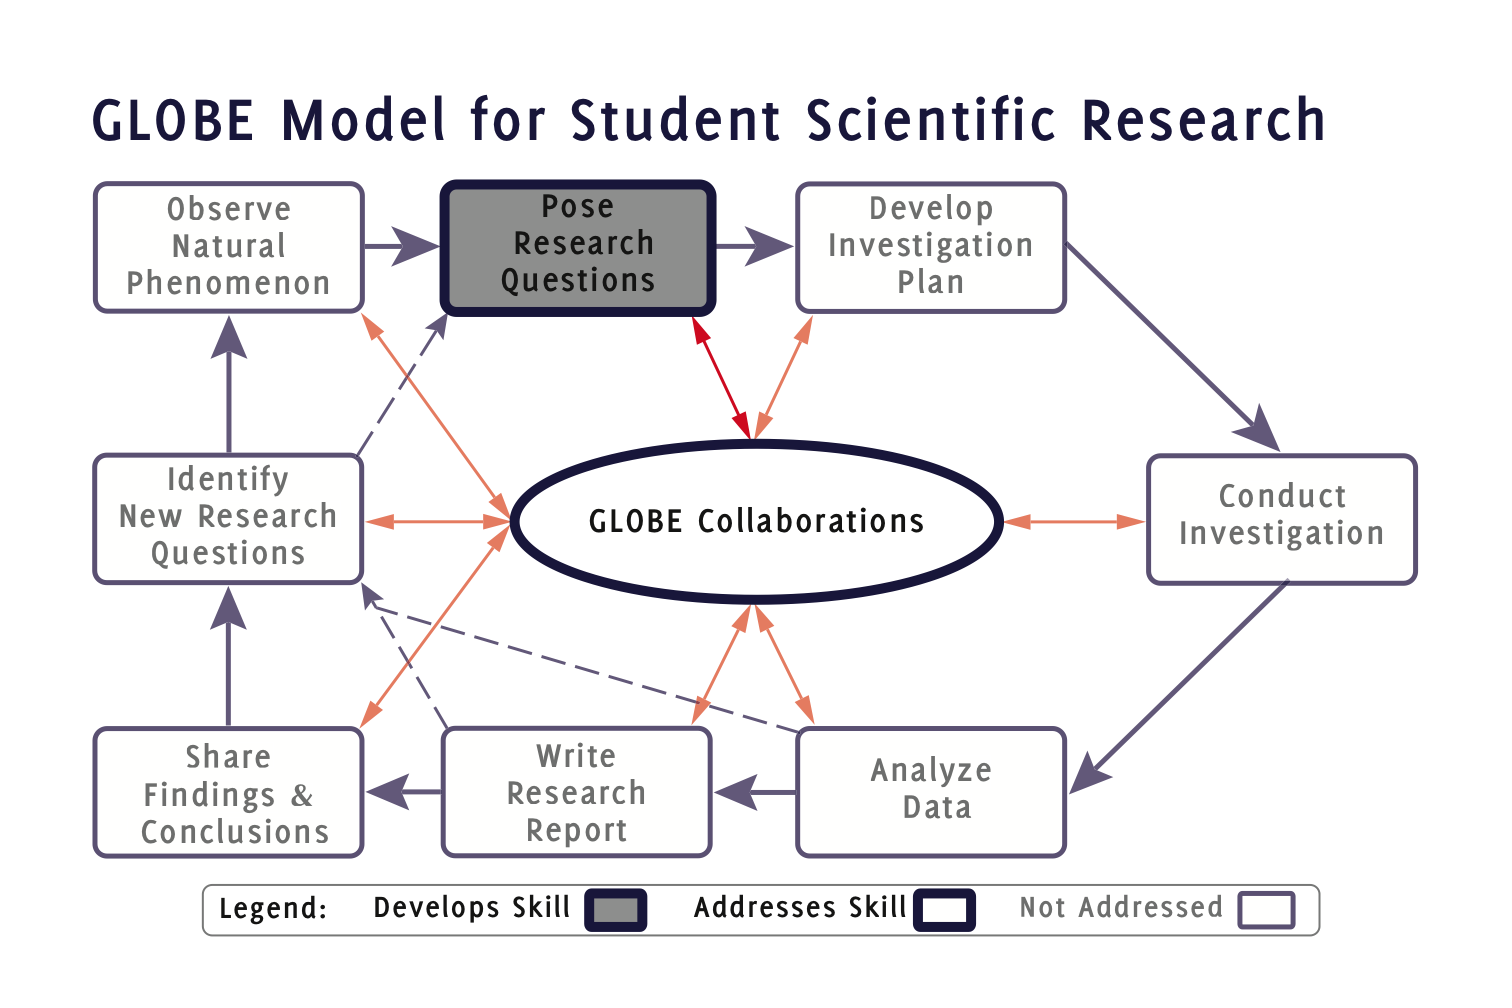 GLOBE Model for Student Scientific Research
Observe
Natural
Phenomenon
Pose
Research
Questions
Develop
Investigation
Plan
Identify
New Research
Questions
GLOBE Collaborations
Conduct
Investigation
Share
Findings &
Conclusions
Write
Research
Report
Analyze
Data
Legend: Develops Skill Addresses Skill Not Addressed